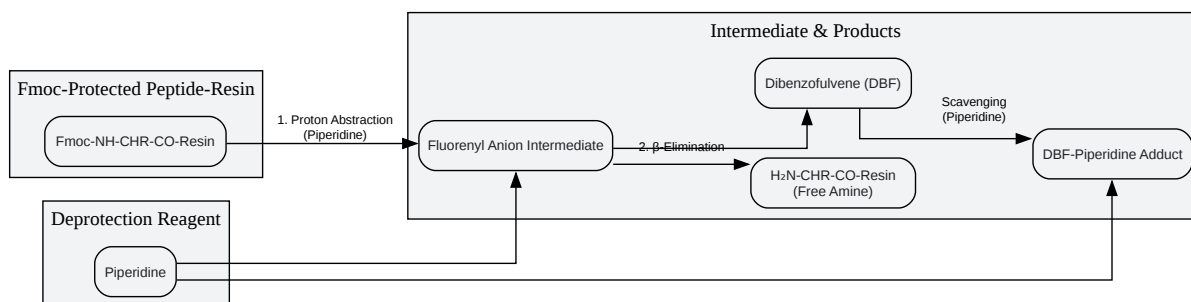 Intermediate & Products
Fmoc-Protected Peptide-Resin
Fmoc-NH-CHR-CO-Resin
1. Proton Abstraction
(Piperidine)
Fluorenyl Anion Intermediate
2. β-Elimination
Dibenzofulvene (DBF)
H₂N-CHR-CO-Resin
(Free Amine)
Scavenging
(Piperidine)
DBF-Piperidine Adduct
Deprotection Reagent
Piperidine